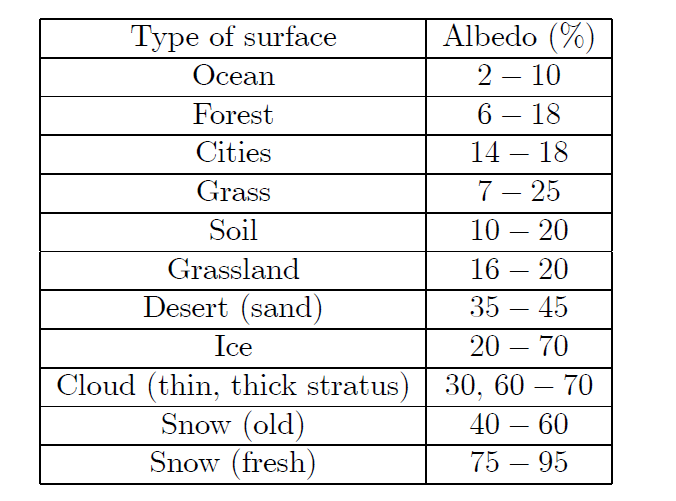 Type of surface Albedo (%)
Ocean 2 – 10
Forest 6 – 18
Cities 14 – 18
Grass 7 – 25
Soil 10 – 20
Grassland 16 – 20
Desert (sand) 35 – 45
Ice 20 – 70
Cloud (thin, thick stratus) 30, 60 – 70
Snow (old) 40 – 60
Snow (fresh) 75 – 95